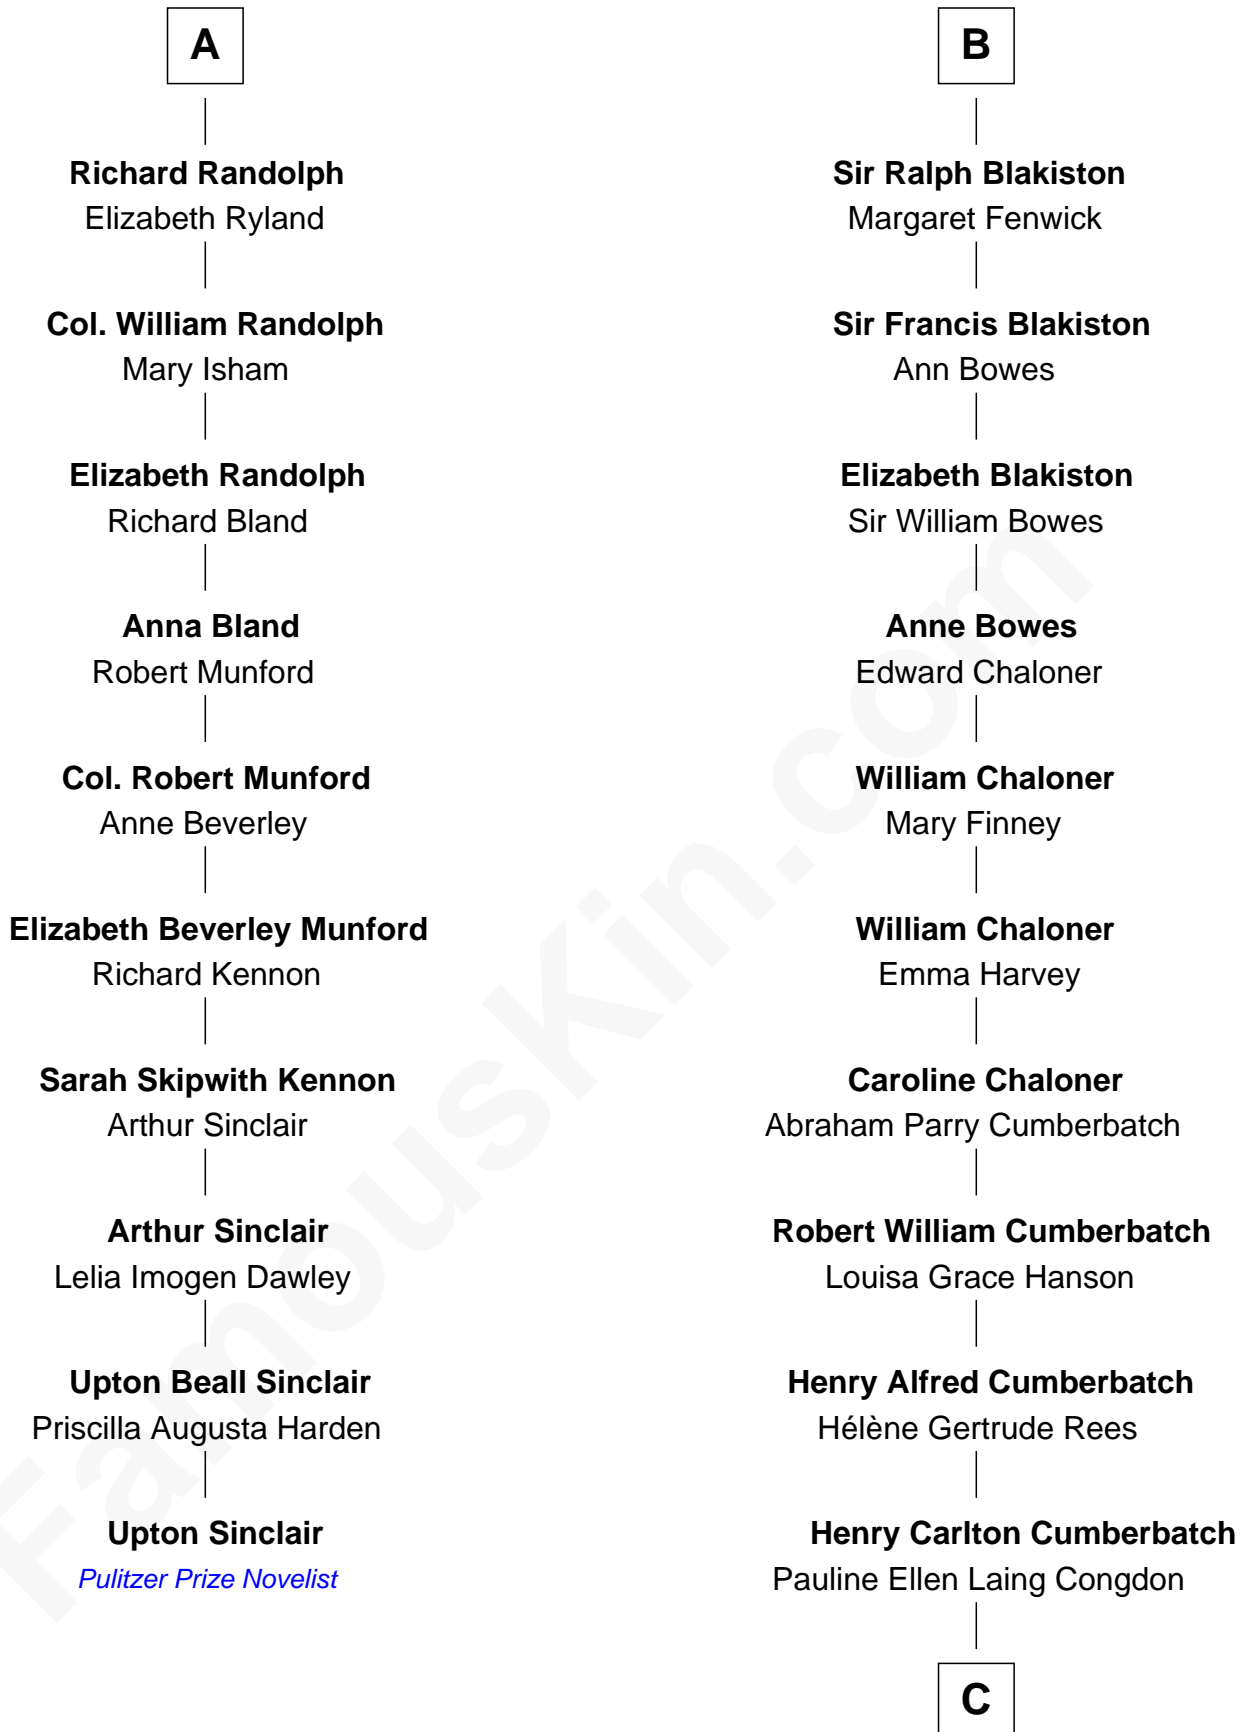 A
Richard Randolph
Elizabeth Ryland
Col. William Randolph
Mary Isham
Elizabeth Randolph
Richard Bland
Anna Bland
Robert Munford
Col. Robert Munford
Anne Beverley
Elizabeth Beverley Munford
Richard Kennon
Sarah Skipwith Kennon
Arthur Sinclair
Arthur Sinclair
Lelia Imogen Dawley
Upton Beall Sinclair
Priscilla Augusta Harden
Upton Sinclair
Pulitzer Prize Novelist
B
Sir Ralph Blakiston
Margaret Fenwick
Sir Francis Blakiston
Ann Bowes
Elizabeth Blakiston
Sir William Bowes
Anne Bowes
Edward Chaloner
William Chaloner
Mary Finney
William Chaloner
Emma Harvey
Caroline Chaloner
Abraham Parry Cumberbatch
Robert William Cumberbatch
Louisa Grace Hanson
Henry Alfred Cumberbatch
Hélène Gertrude Rees
Henry Carlton Cumberbatch
Pauline Ellen Laing Congdon
C
FamousKin.com